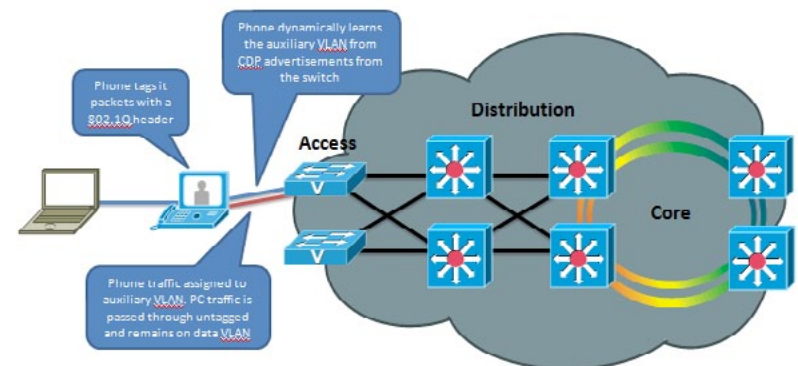 Phone dynamically learns
the auxiliary VLAN from
CDP advertisements from
the switch
Phone tags it
packets with a
802.1Q header
Distribution
Access
V
V
Core
Phone traffic assigned to
auxiliary VLAN. PC traffic is
passed through untagged
and remains on data VLAN